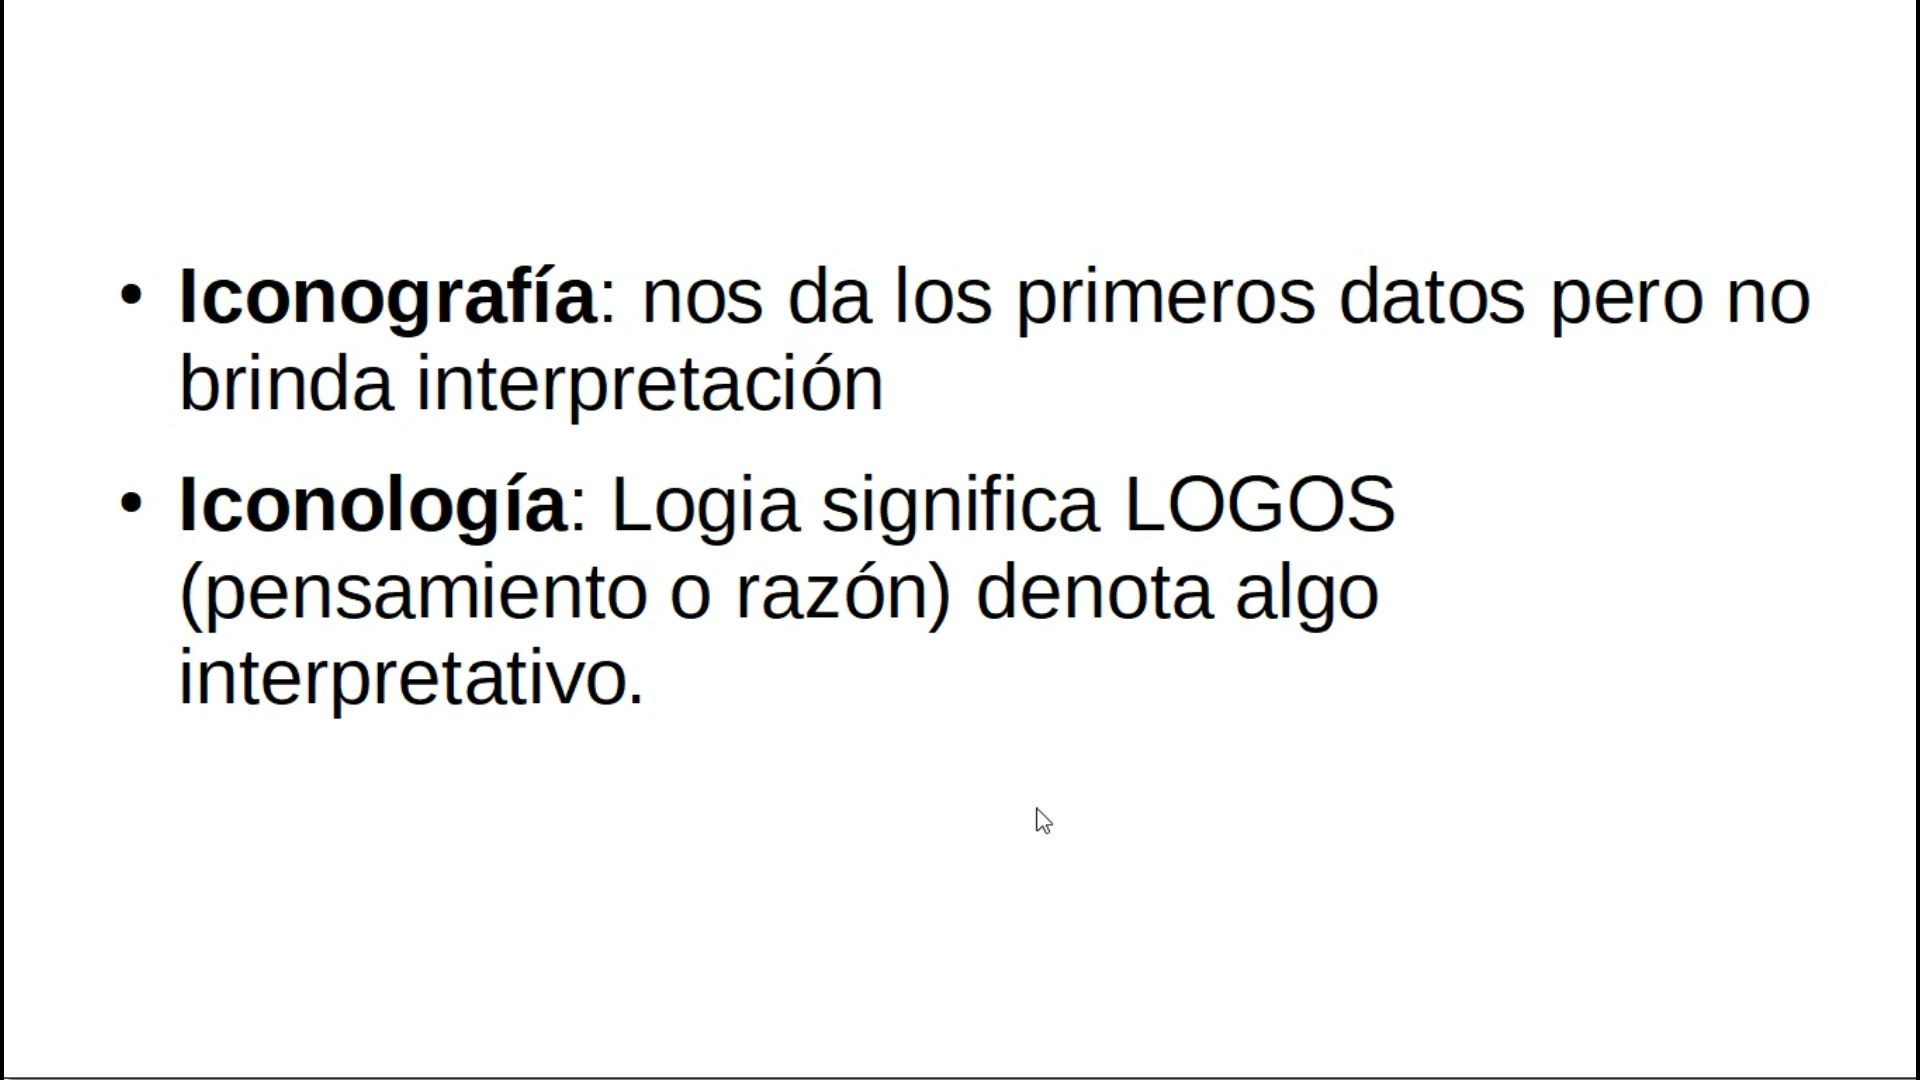 • Iconografía: nos da los primeros datos pero no
brinda interpretación
• Iconología: Logia significa LOGOS
(pensamiento o razón) denota algo
interpretativo.